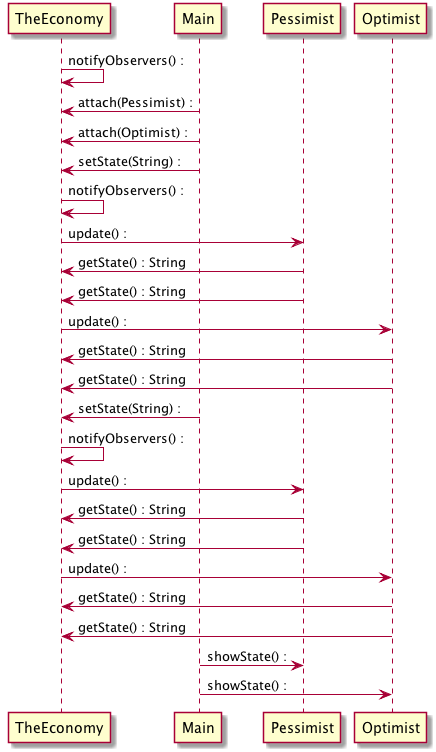 TheEconomy Main Pessimist Optimist
notifyObservers() :
attach(Pessimist) :
attach(Optimist) :
setState(String) :
notifyObservers() :
update() :
getState() : String
getState() : String
update() :
getState() : String
getState() : String
setState(String) :
notifyObservers() :
update() :
getState() : String
getState() : String
update() :
getState() : String
getState() : String
showState() :
showState() :
TheEconomy Main Pessimist Optimist